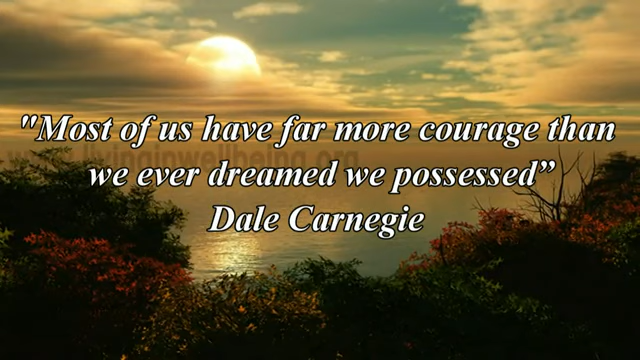 "Most of us have far more courage than
we ever dreamed we possessed”
Dale Carnegie